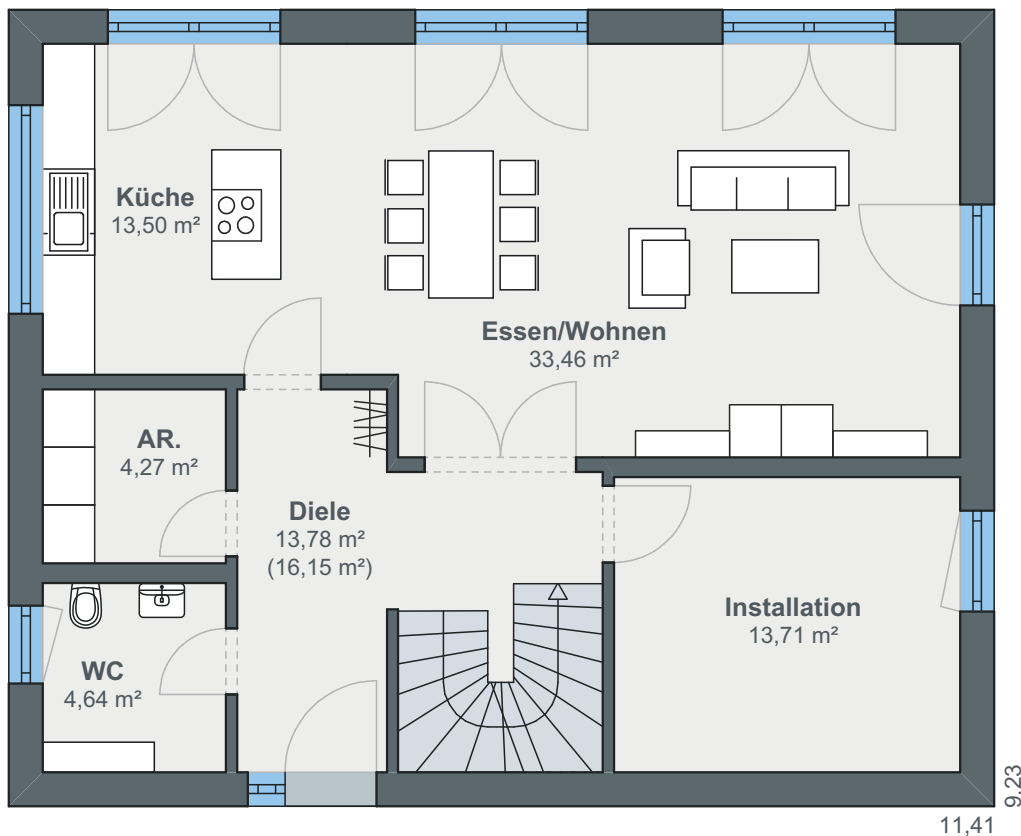 Küche
13,50 m²
Essen/Wohnen
33,46 m²
AR.
4,27 m²
Diele
13,78 m²
(16,15 m²)
Installation
13,71 m²
WC
4,64 m²
9.23
11,41